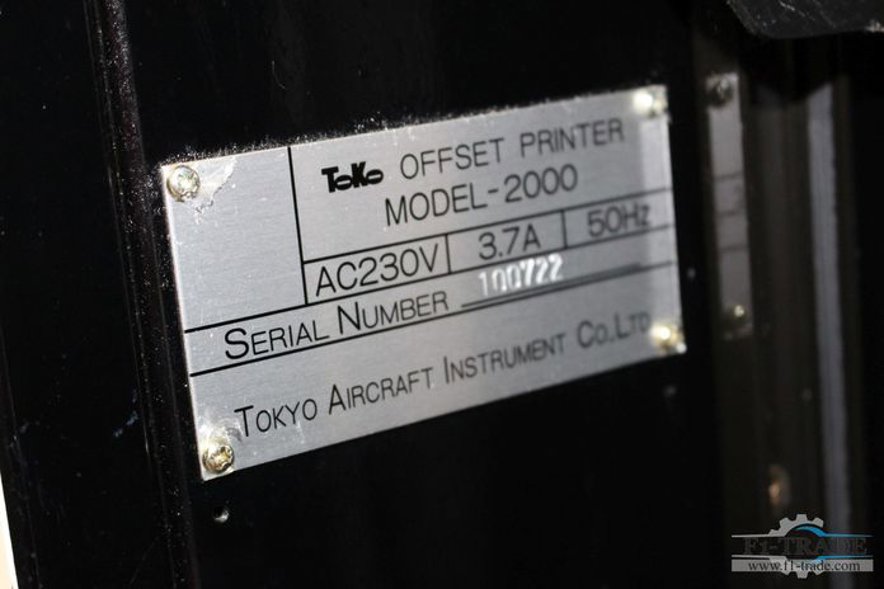 ToKo OFFSET PRINTER
MODEL-2000
AC230V 3.7A 50Hz
SERIAL NUMBER 100722
TOKYO AIRCRAFT INSTRUMENT CO.,LTD
F1-TRADE
www.f1-trade.com